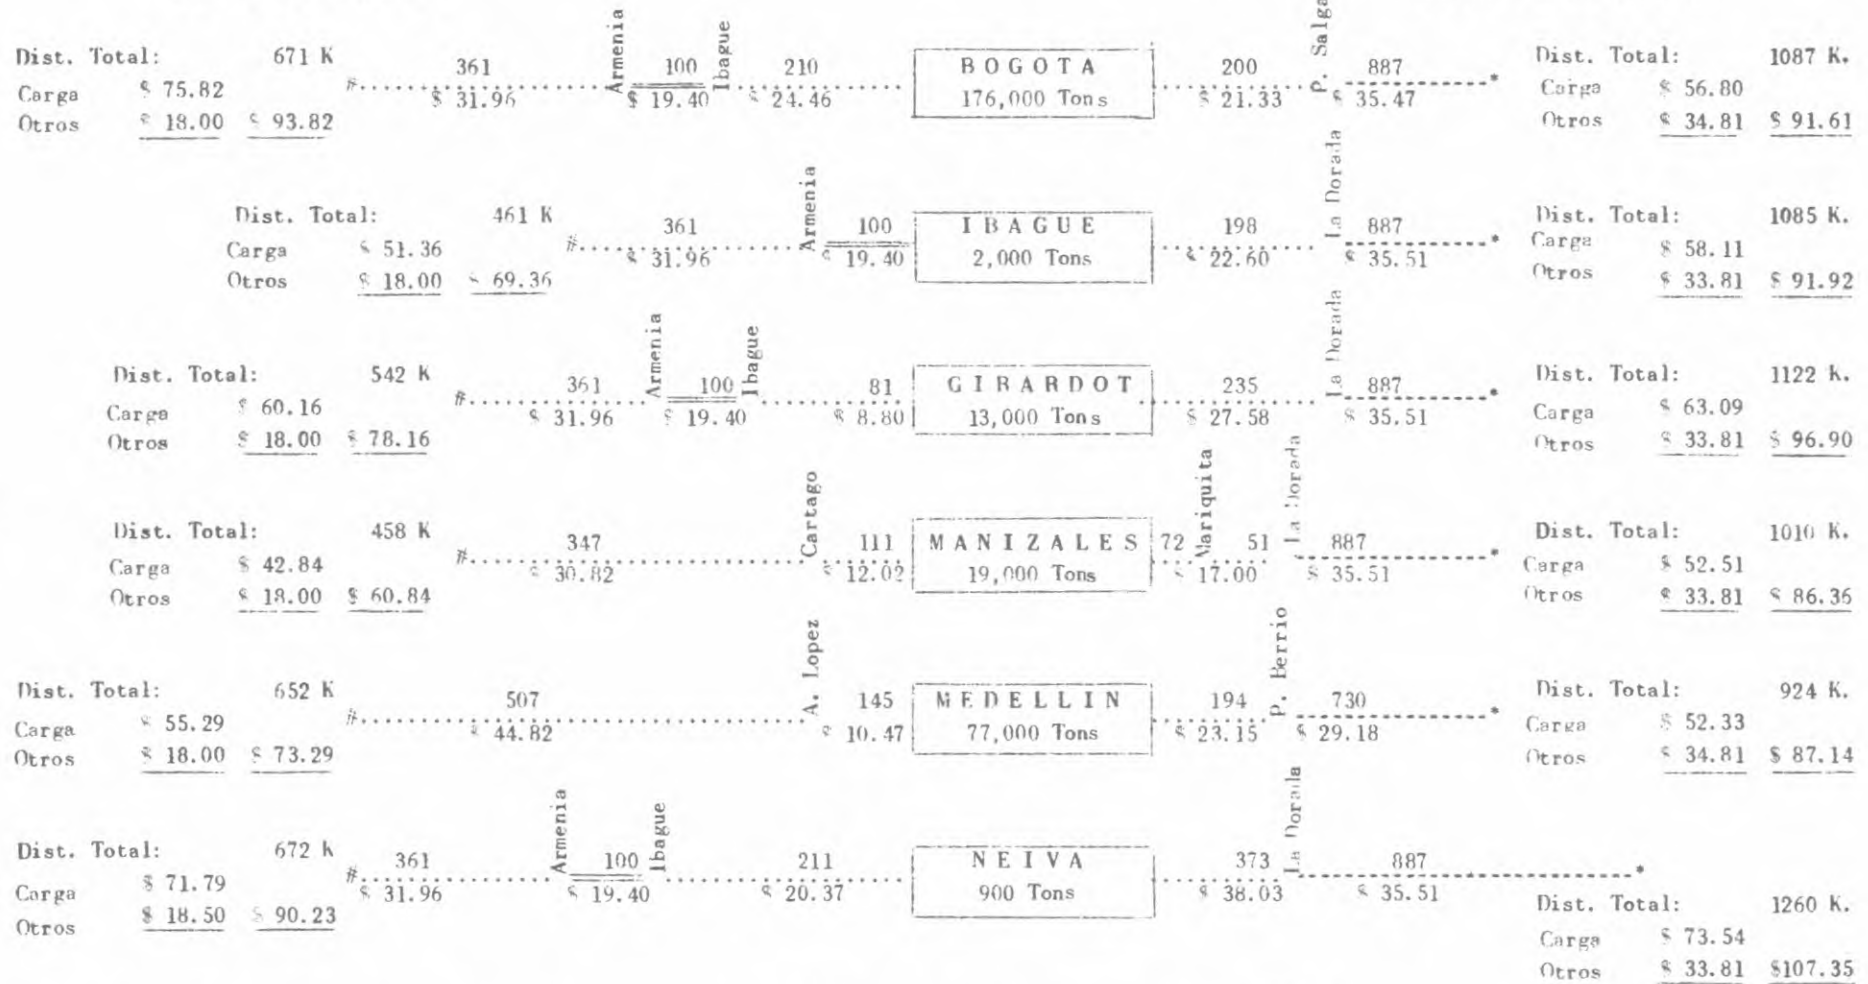 Armenia Ibague P. Salga
Dist. Total: 671 K 361 100 210 BOGOTA 200 887 Dist. Total: 1087 K.
Carga $ 75.82 # $ 31.96 $ 19.40 $ 24.46 176,000 Tons $ 21.33 $ 35.47 * Carga $ 56.80
Otros $ 18.00 $ 93.82 Otros $ 34.81 $ 91.61
Armenia La Dorada
Dist. Total: 461 K 361 100 IBAGUE 198 887 Dist. Total: 1085 K.
Carga $ 51.36 # $ 31.96 $ 19.40 2,000 Tons $ 22.60 $ 35.51 * Carga $ 58.11
Otros $ 18.00 $ 69.36 Otros $ 33.81 $ 91.92
Armenia Ibague La Dorada
Dist. Total: 542 K 361 100 81 GIRARDOT 235 887 Dist. Total: 1122 K.
Carga $ 60.16 # $ 31.96 $ 19.40 $ 8.80 13,000 Tons $ 27.58 $ 35.51 * Carga $ 63.09
Otros $ 18.00 $ 78.16 Otros $ 33.81 $ 96.90
Cartago Mariquita La Dorada
Dist. Total: 458 K 347 111 MANIZALES 72 51 887 Dist. Total: 1010 K.
Carga $ 42.84 # $ 30.82 $ 12.02 19,000 Tons $ 17.00 $ 35.51 * Carga $ 52.51
Otros $ 18.00 $ 60.84 Otros $ 33.81 $ 86.36
A. Lopez P. Berrio
Dist. Total: 652 K 507 145 MEDELLIN 194 730 Dist. Total: 924 K.
Carga $ 55.29 # $ 44.82 $ 10.47 77,000 Tons $ 23.15 $ 29.18 * Carga $ 52.33
Otros $ 18.00 $ 73.29 Otros $ 34.81 $ 87.14
Armenia Ibague La Dorada
Dist. Total: 672 K 361 100 211 NEIVA 373 887 *
Carga $ 71.79 # $ 31.96 $ 19.40 $ 20.37 900 Tons $ 38.03 $ 35.51
Otros $ 18.50 $ 90.23
Dist. Total: 1260 K.
Carga $ 73.54
Otros $ 33.81 $107.35